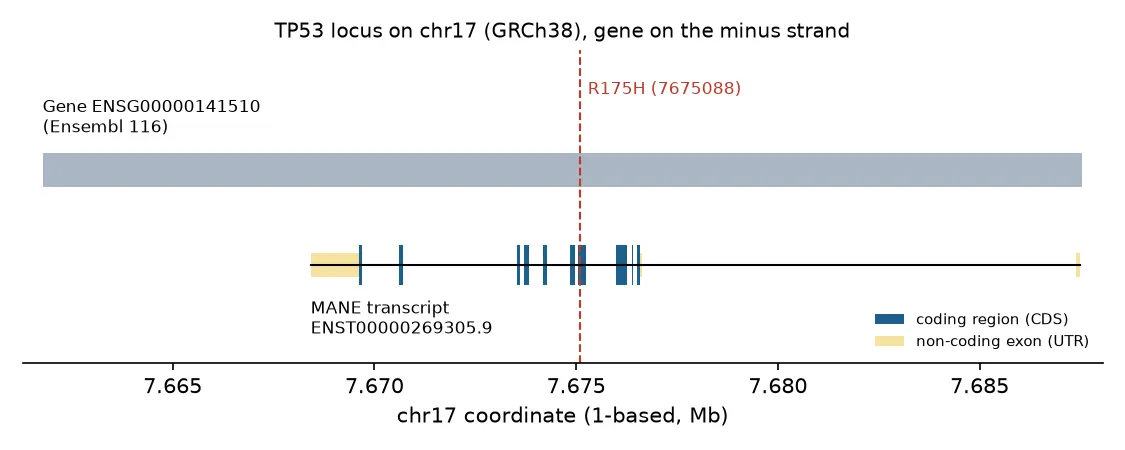 TP53 locus on chr17 (GRCh38), gene on the minus strand
R175H (7675088)
Gene ENSG00000141510
(Ensembl 116)
MANE transcript
ENST00000269305.9
coding region (CDS)
non-coding exon (UTR)
7.665 7.670 7.675 7.680 7.685
chr17 coordinate (1-based, Mb)